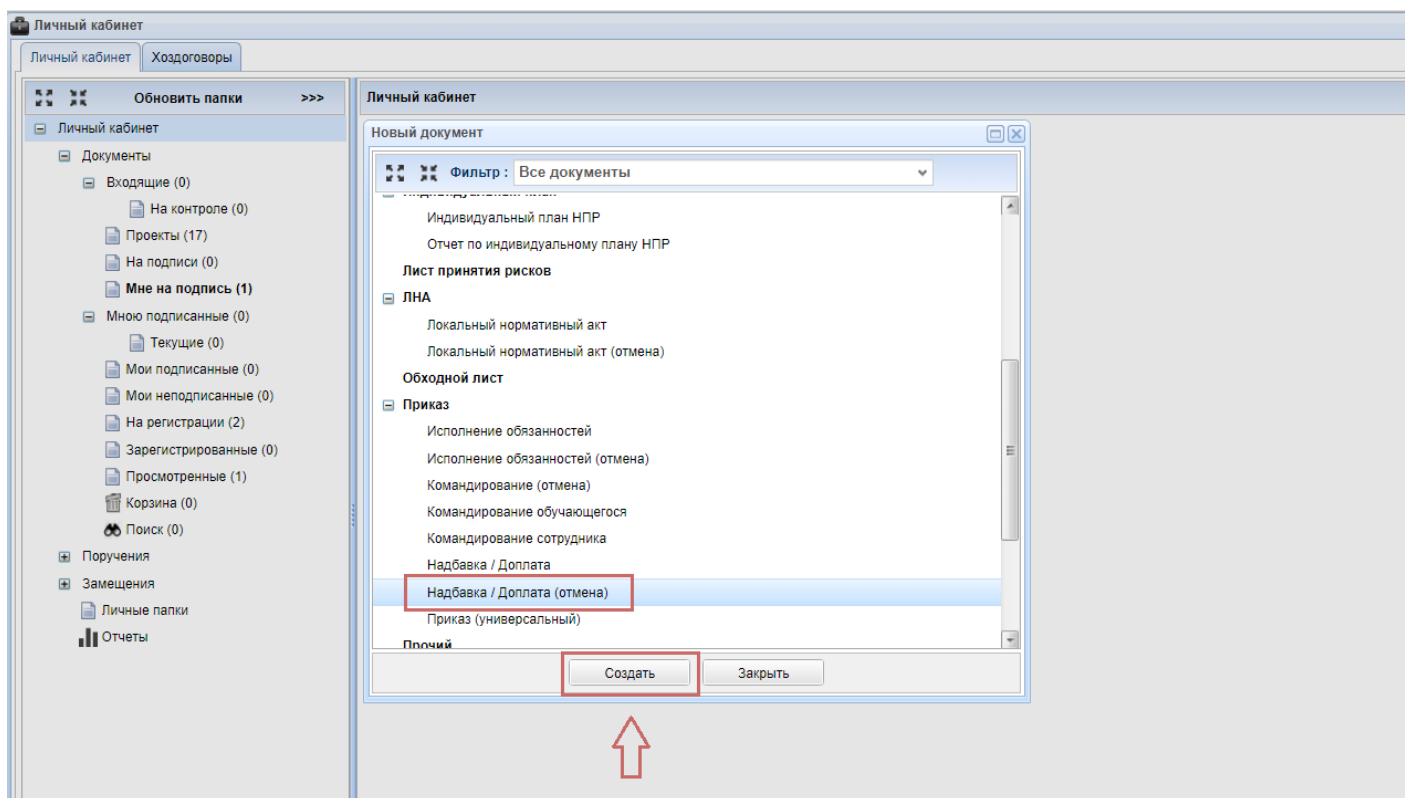 Личный кабинет
Личный кабинет Хоздоговоры
Обновить папки >>>
Личный кабинет
Документы
Входящие (0)
На контроле (0)
Проекты (17)
На подписи (0)
Мне на подпись (1)
Мною подписанные (0)
Текущие (0)
Мои подписанные (0)
Мои неподписанные (0)
На регистрации (2)
Зарегистрированные (0)
Просмотренные (1)
Корзина (0)
Поиск (0)
Поручения
Замещения
Личные папки
Отчеты
Личный кабинет
Новый документ
Фильтр : Все документы
Индивидуальный план
Индивидуальный план НПР
Отчет по индивидуальному плану НПР
Лист принятия рисков
ЛНА
Локальный нормативный акт
Локальный нормативный акт (отмена)
Обходной лист
Приказ
Исполнение обязанностей
Исполнение обязанностей (отмена)
Командирование (отмена)
Командирование обучающегося
Командирование сотрудника
Надбавка / Доплата
Надбавка / Доплата (отмена)
Приказ (универсальный)
Прочий
Создать Закрыть